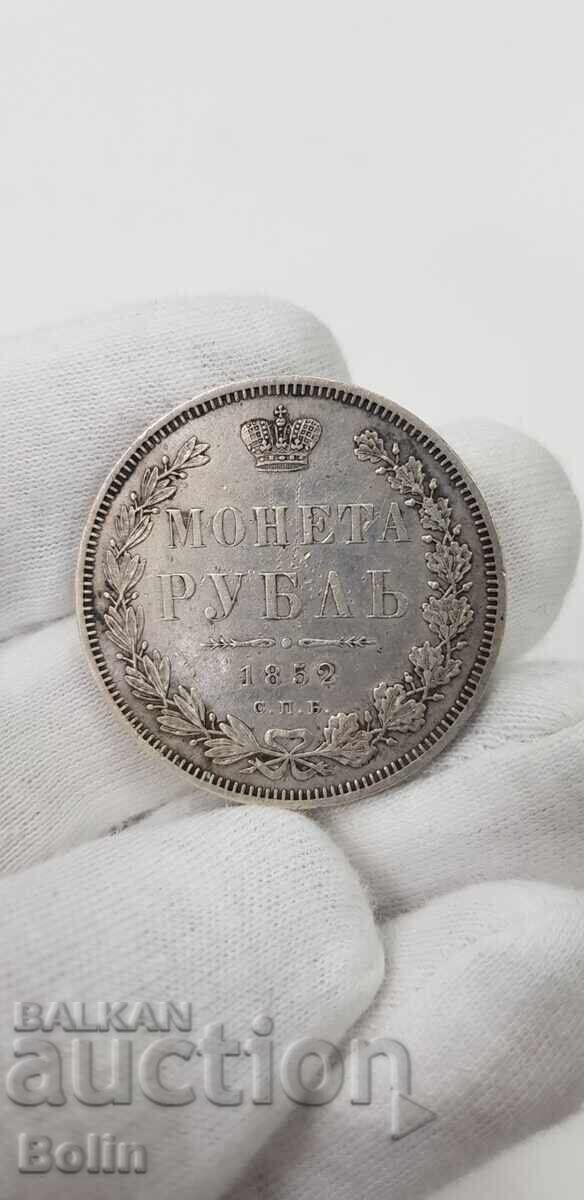 МОНЕТА
РУБЛЬ
1852
С.П.Б.
BALKAN
auction
Bolin